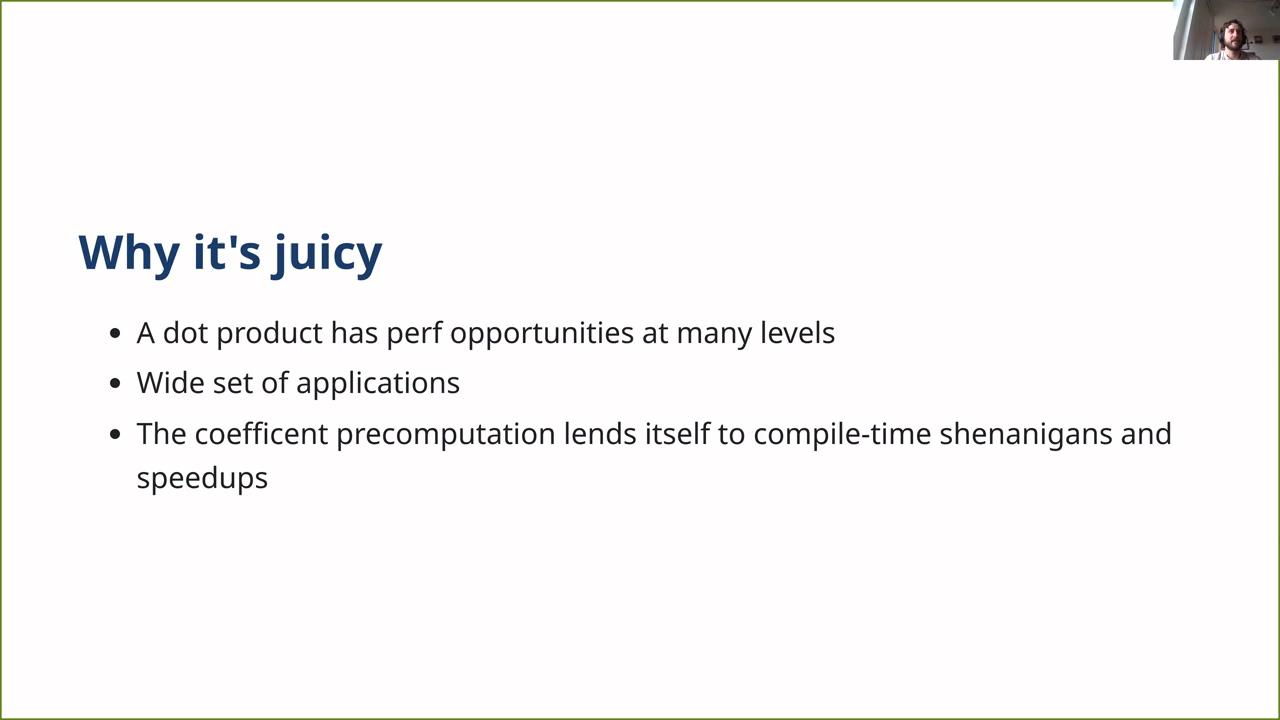 Why it's juicy
• A dot product has perf opportunities at many levels
• Wide set of applications
• The coefficent precomputation lends itself to compile-time shenanigans and
speedups